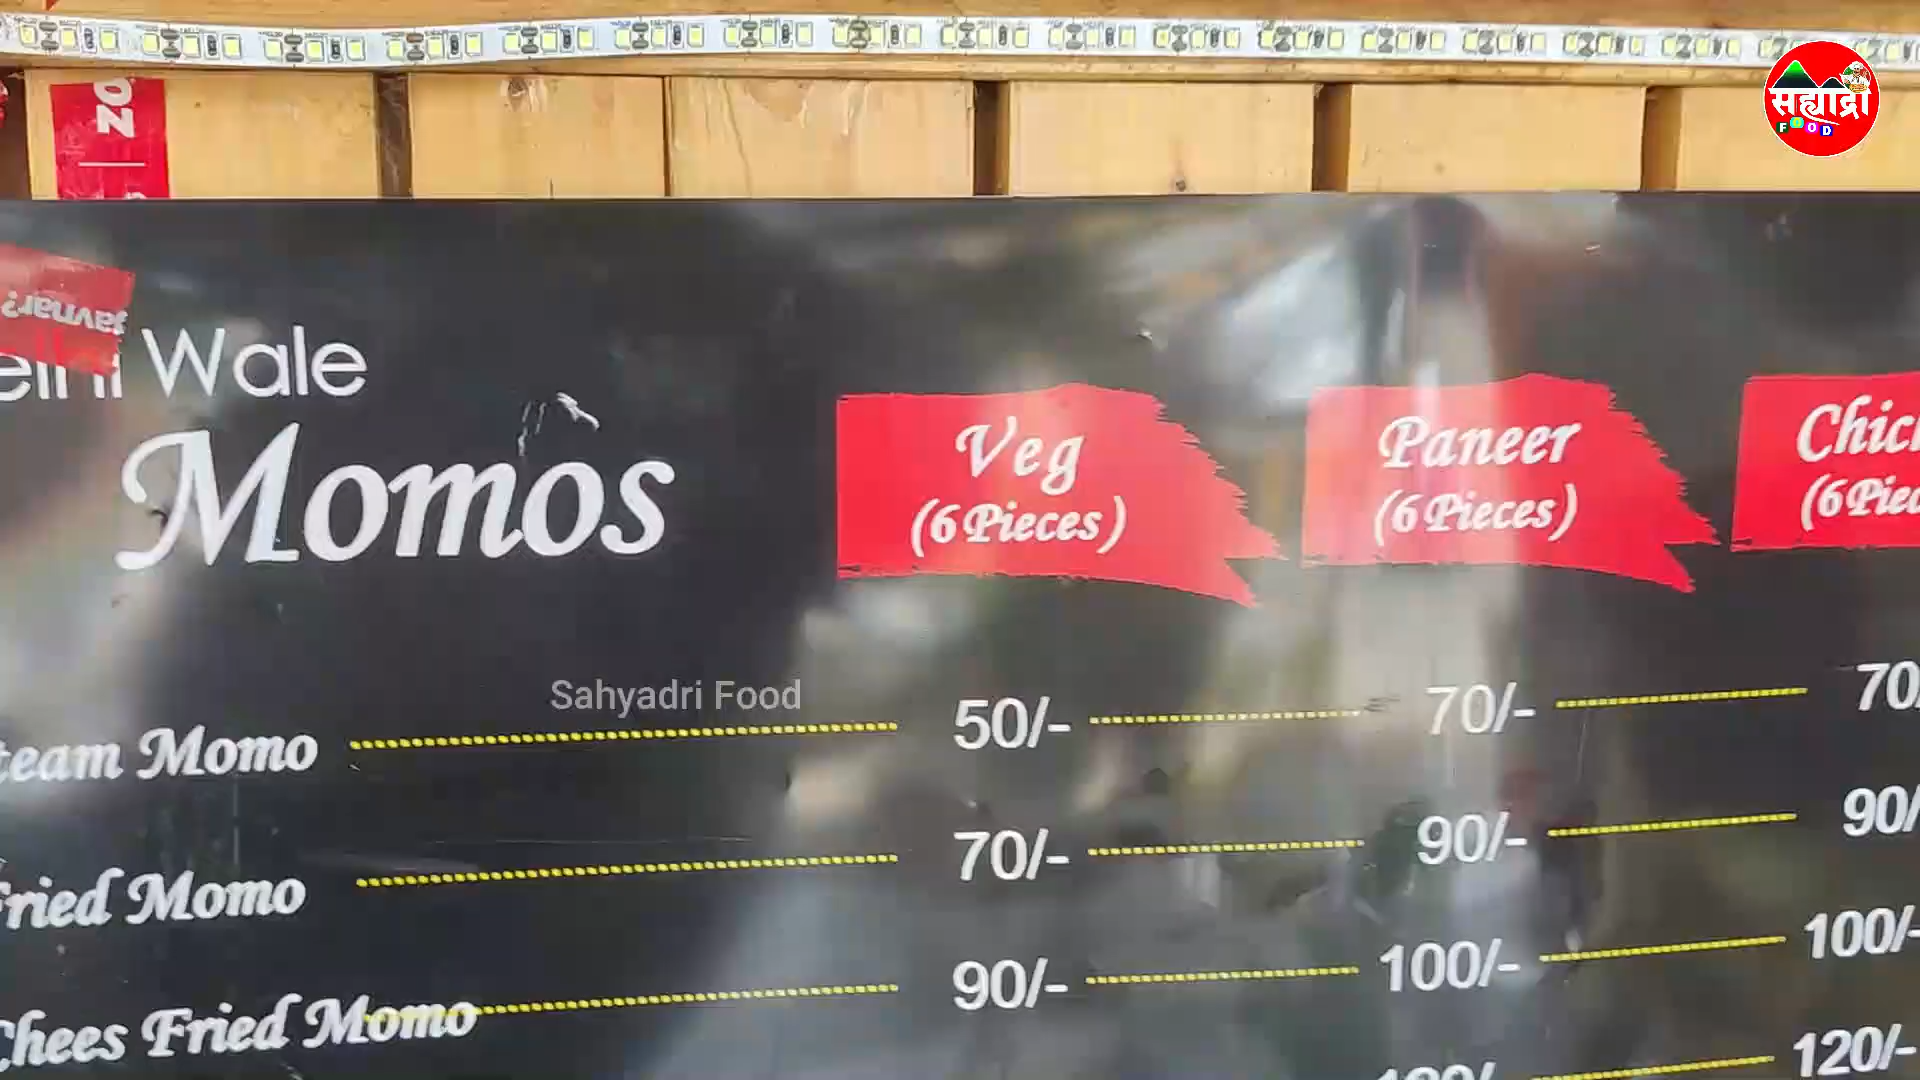 सह्याद्री
FOOD
javnar?
Wale
Momos
Veg
(6 Pieces)
Paneer
(6 Pieces)
Sahyadri Food
Momo 50/- 70/- 70/
Momo 70/- 90/- 90/
Fried Momo 90/- 100/- 100/-
120/-